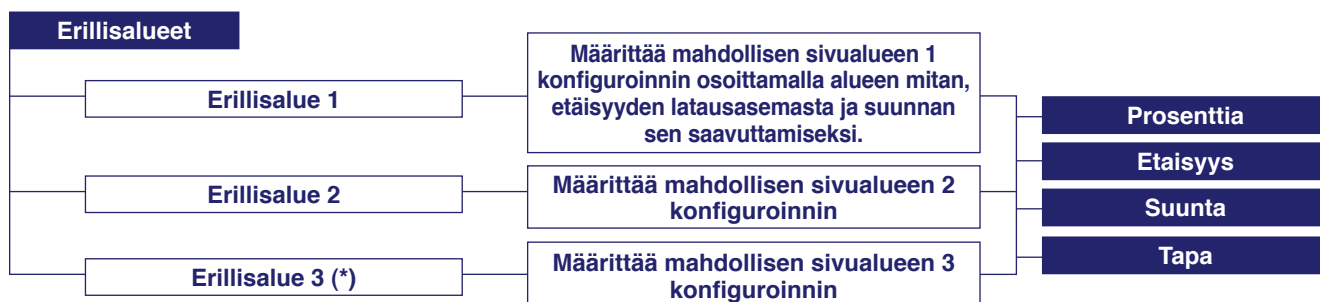 Erillisalueet
Erillisalue 1
Määrittää mahdollisen sivualueen 1
konfiguroinnin osoittamalla alueen mitan,
etäisyyden latausasemasta ja suunnan
sen saavuttamiseksi.
Erillisalue 2
Määrittää mahdollisen sivualueen 2
konfiguroinnin
Erillisalue 3 (*)
Määrittää mahdollisen sivualueen 3
konfiguroinnin
Prosenttia
Etaisyys
Suunta
Tapa